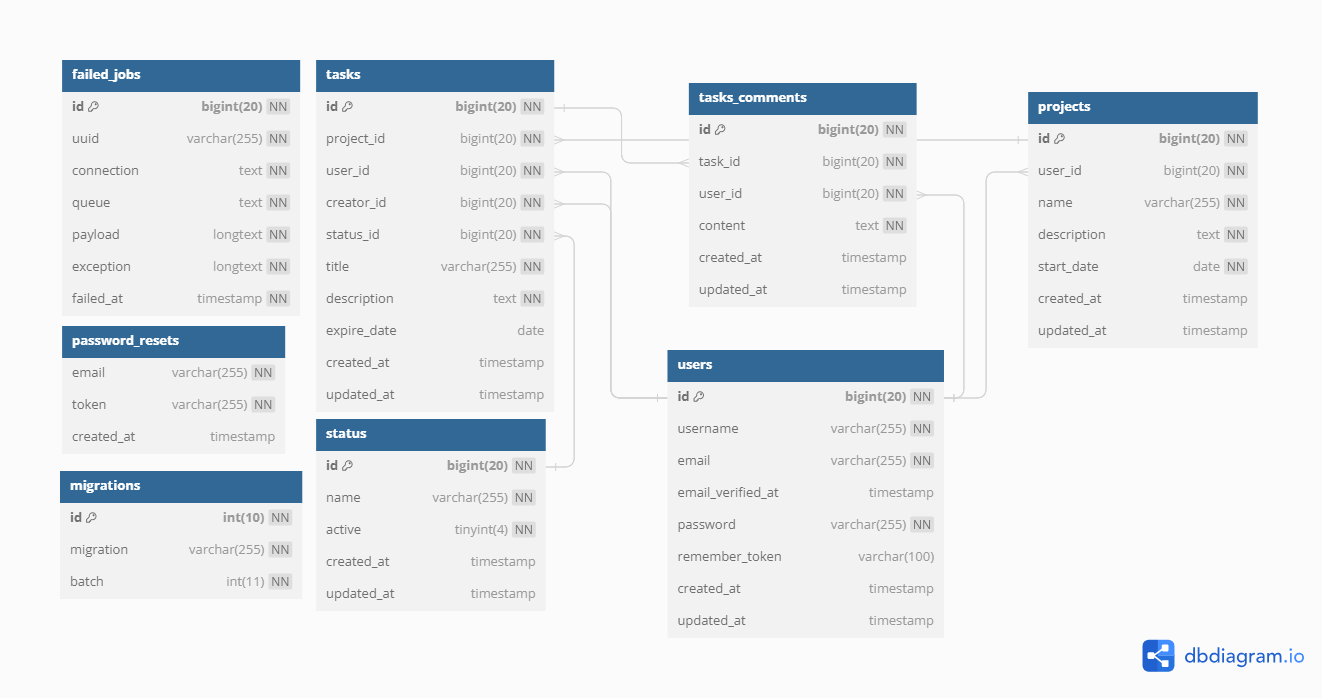 failed_jobs
id bigint(20) NN
uuid varchar(255) NN
connection text NN
queue text NN
payload longtext NN
exception longtext NN
failed_at timestamp NN
password_resets
email varchar(255) NN
token varchar(255) NN
created_at timestamp
migrations
id int(10) NN
migration varchar(255) NN
batch int(11) NN
tasks
id bigint(20) NN
project_id bigint(20) NN
user_id bigint(20) NN
creator_id bigint(20) NN
status_id bigint(20) NN
title varchar(255) NN
description text NN
expire_date date
created_at timestamp
updated_at timestamp
status
id bigint(20) NN
name varchar(255) NN
active tinyint(4) NN
created_at timestamp
updated_at timestamp
tasks_comments
id bigint(20) NN
task_id bigint(20) NN
user_id bigint(20) NN
content text NN
created_at timestamp
updated_at timestamp
users
id bigint(20) NN
username varchar(255) NN
email varchar(255) NN
email_verified_at timestamp
password varchar(255) NN
remember_token varchar(100)
created_at timestamp
updated_at timestamp
projects
id bigint(20) NN
user_id bigint(20) NN
name varchar(255) NN
description text NN
start_date date NN
created_at timestamp
updated_at timestamp
dbdiagram.io